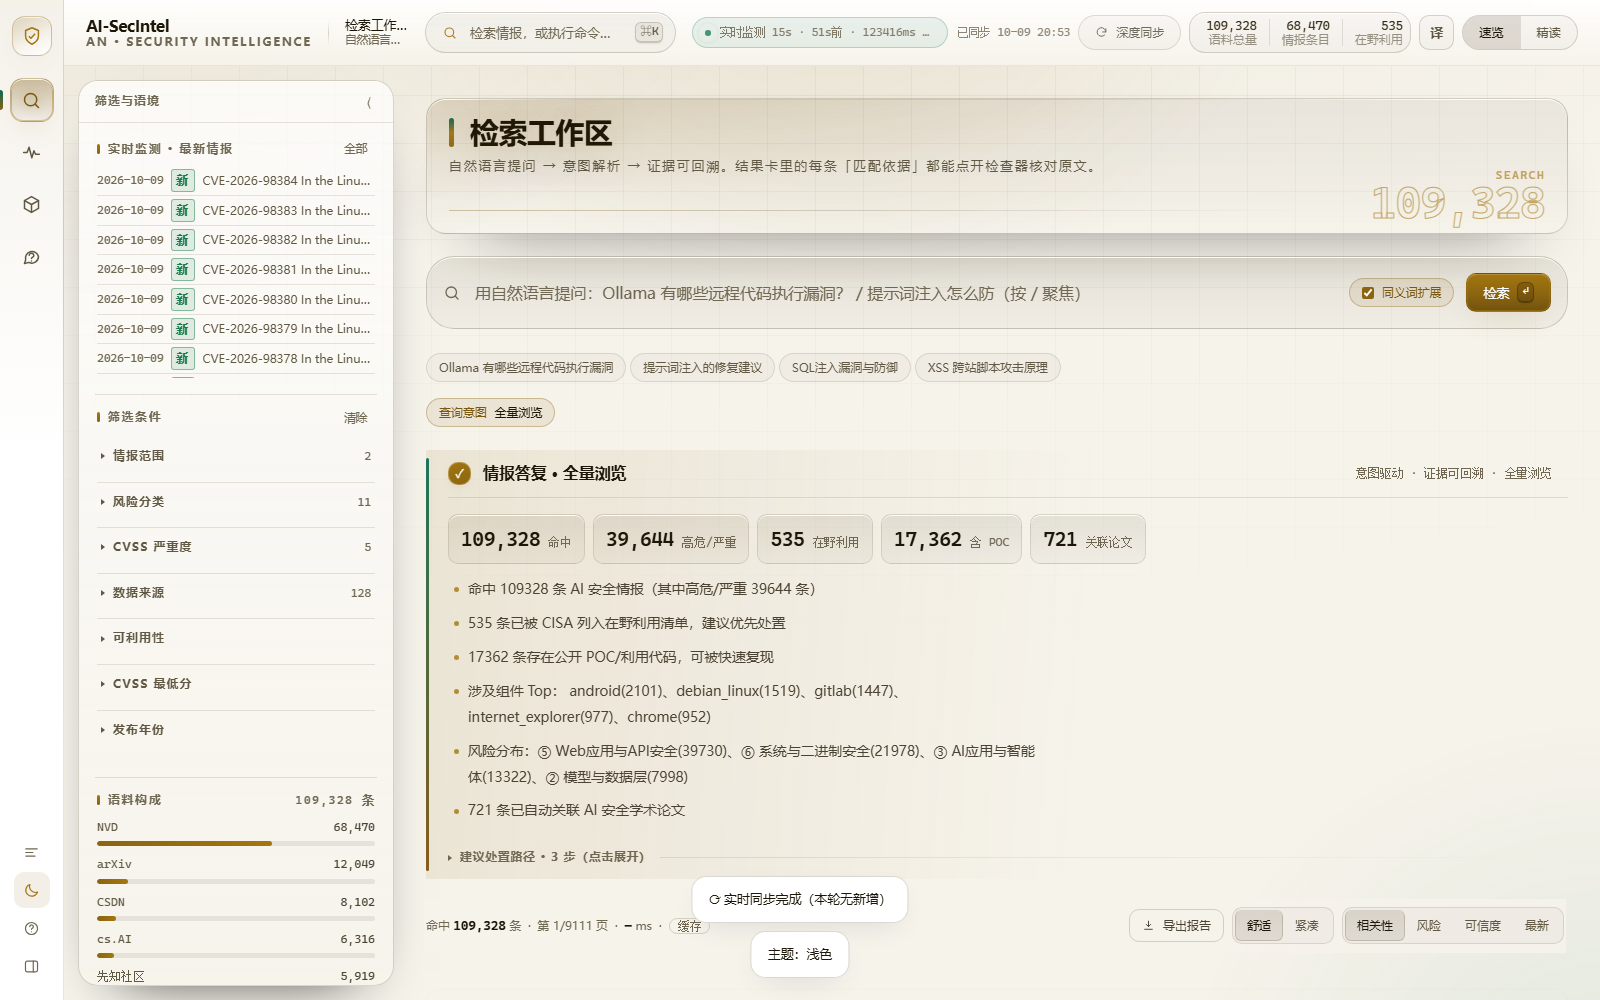 AI-SecIntel
AN • SECURITY INTELLIGENCE
检索工作...
自然语言...
检索情报，或执行命令...
⌘K
实时监测 15s · 51s前 · 123416ms …
已同步 10-09 20:53
深度同步
109,328
语料总量
68,470
情报条目
535
在野利用
译
速览
精读
筛选与语境
实时监测 • 最新情报
全部
2026-10-09 新 CVE-2026-98384 In the Linu...
2026-10-09 新 CVE-2026-98383 In the Linu...
2026-10-09 新 CVE-2026-98382 In the Linu...
2026-10-09 新 CVE-2026-98381 In the Linu...
2026-10-09 新 CVE-2026-98380 In the Linu...
2026-10-09 新 CVE-2026-98379 In the Linu...
2026-10-09 新 CVE-2026-98378 In the Linu...
筛选条件
清除
情报范围 2
风险分类 11
CVSS 严重度 5
数据来源 128
可利用性
CVSS 最低分
发布年份
语料构成 109,328 条
NVD 68,470
arXiv 12,049
CSDN 8,102
cs.AI 6,316
先知社区 5,919
检索工作区
自然语言提问 → 意图解析 → 证据可回溯。结果卡里的每条「匹配依据」都能点开检查器核对原文。
SEARCH
109,328
用自然语言提问：Ollama 有哪些远程代码执行漏洞？ / 提示词注入怎么防（按 / 聚焦）
同义词扩展
检索
Ollama 有哪些远程代码执行漏洞
提示词注入的修复建议
SQL注入漏洞与防御
XSS 跨站脚本攻击原理
查询意图 全量浏览
情报答复 • 全量浏览
意图驱动 · 证据可回溯 · 全量浏览
109,328 命中
39,644 高危/严重
535 在野利用
17,362 含 POC
721 关联论文
命中 109328 条 AI 安全情报（其中高危/严重 39644 条）
535 条已被 CISA 列入在野利用清单，建议优先处置
17362 条存在公开 POC/利用代码，可被快速复现
涉及组件 Top： android(2101)、debian_linux(1519)、gitlab(1447)、
internet_explorer(977)、chrome(952)
风险分布：⑤ Web应用与API安全(39730)、⑥ 系统与二进制安全(21978)、③ AI应用与智能
体(13322)、② 模型与数据层(7998)
721 条已自动关联 AI 安全学术论文
建议处置路径 • 3 步（点击展开）
实时同步完成（本轮无新增）
命中 109,328 条 · 第 1/9111 页 · – ms · 缓存
导出报告
舒适
紧凑
相关性
风险
可信度
最新
主题：浅色